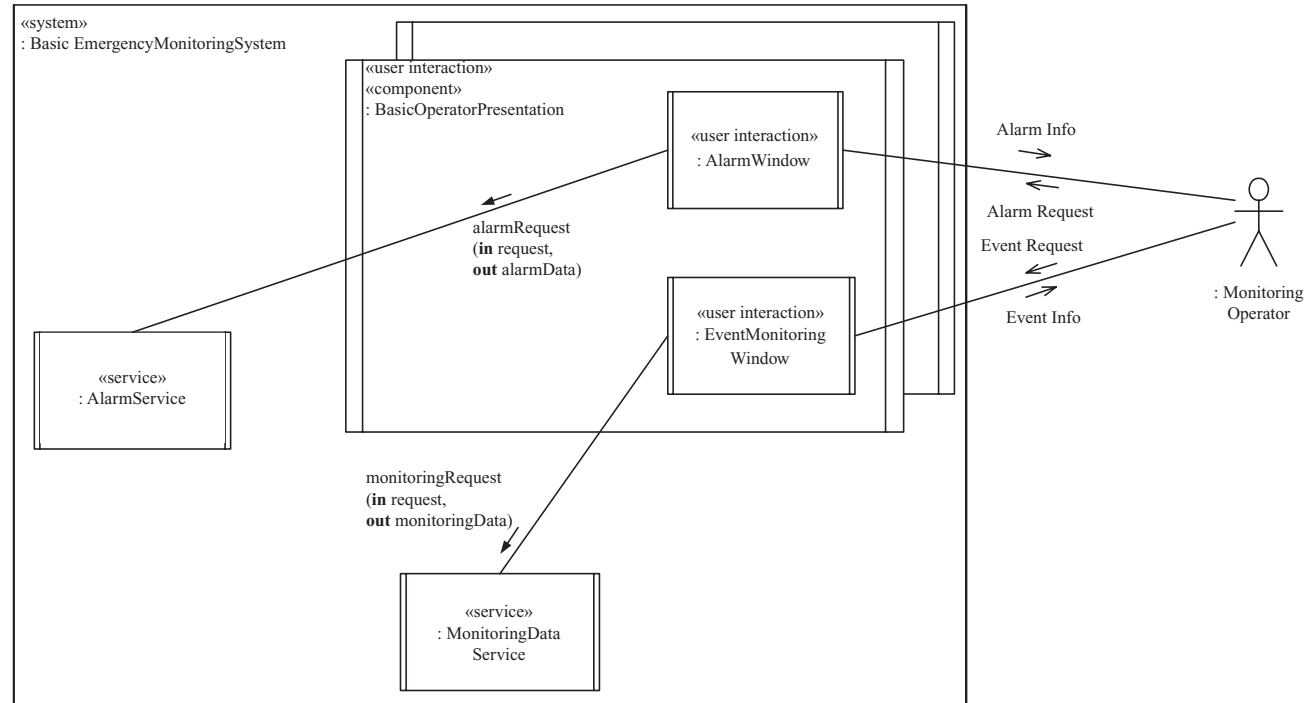 «system»
: Basic EmergencyMonitoringSystem
«user interaction»
«component»
: BasicOperatorPresentation
«user interaction»
: AlarmWindow
Alarm Info
Alarm Request
alarmRequest
(in request,
out alarmData)
Event Request
Event Info
: Monitoring
Operator
«user interaction»
: EventMonitoring
Window
«service»
: AlarmService
monitoringRequest
(in request,
out monitoringData)
«service»
: MonitoringData
Service